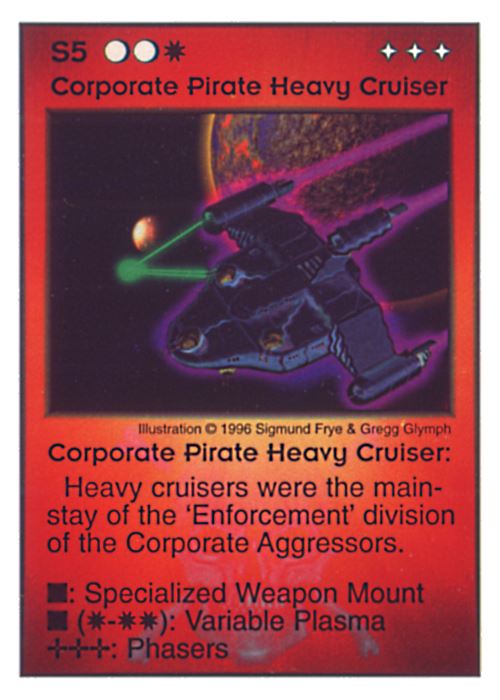 S5
Corporate Pirate Heavy Cruiser
Illustration © 1996 Sigmund Frye & Gregg Glymph
Corporate Pirate Heavy Cruiser:
Heavy cruisers were the main-
stay of the ‘Enforcement’ division
of the Corporate Aggressors.
■: Specialized Weapon Mount
■ (✷-✷✷): Variable Plasma
✢✢✢: Phasers